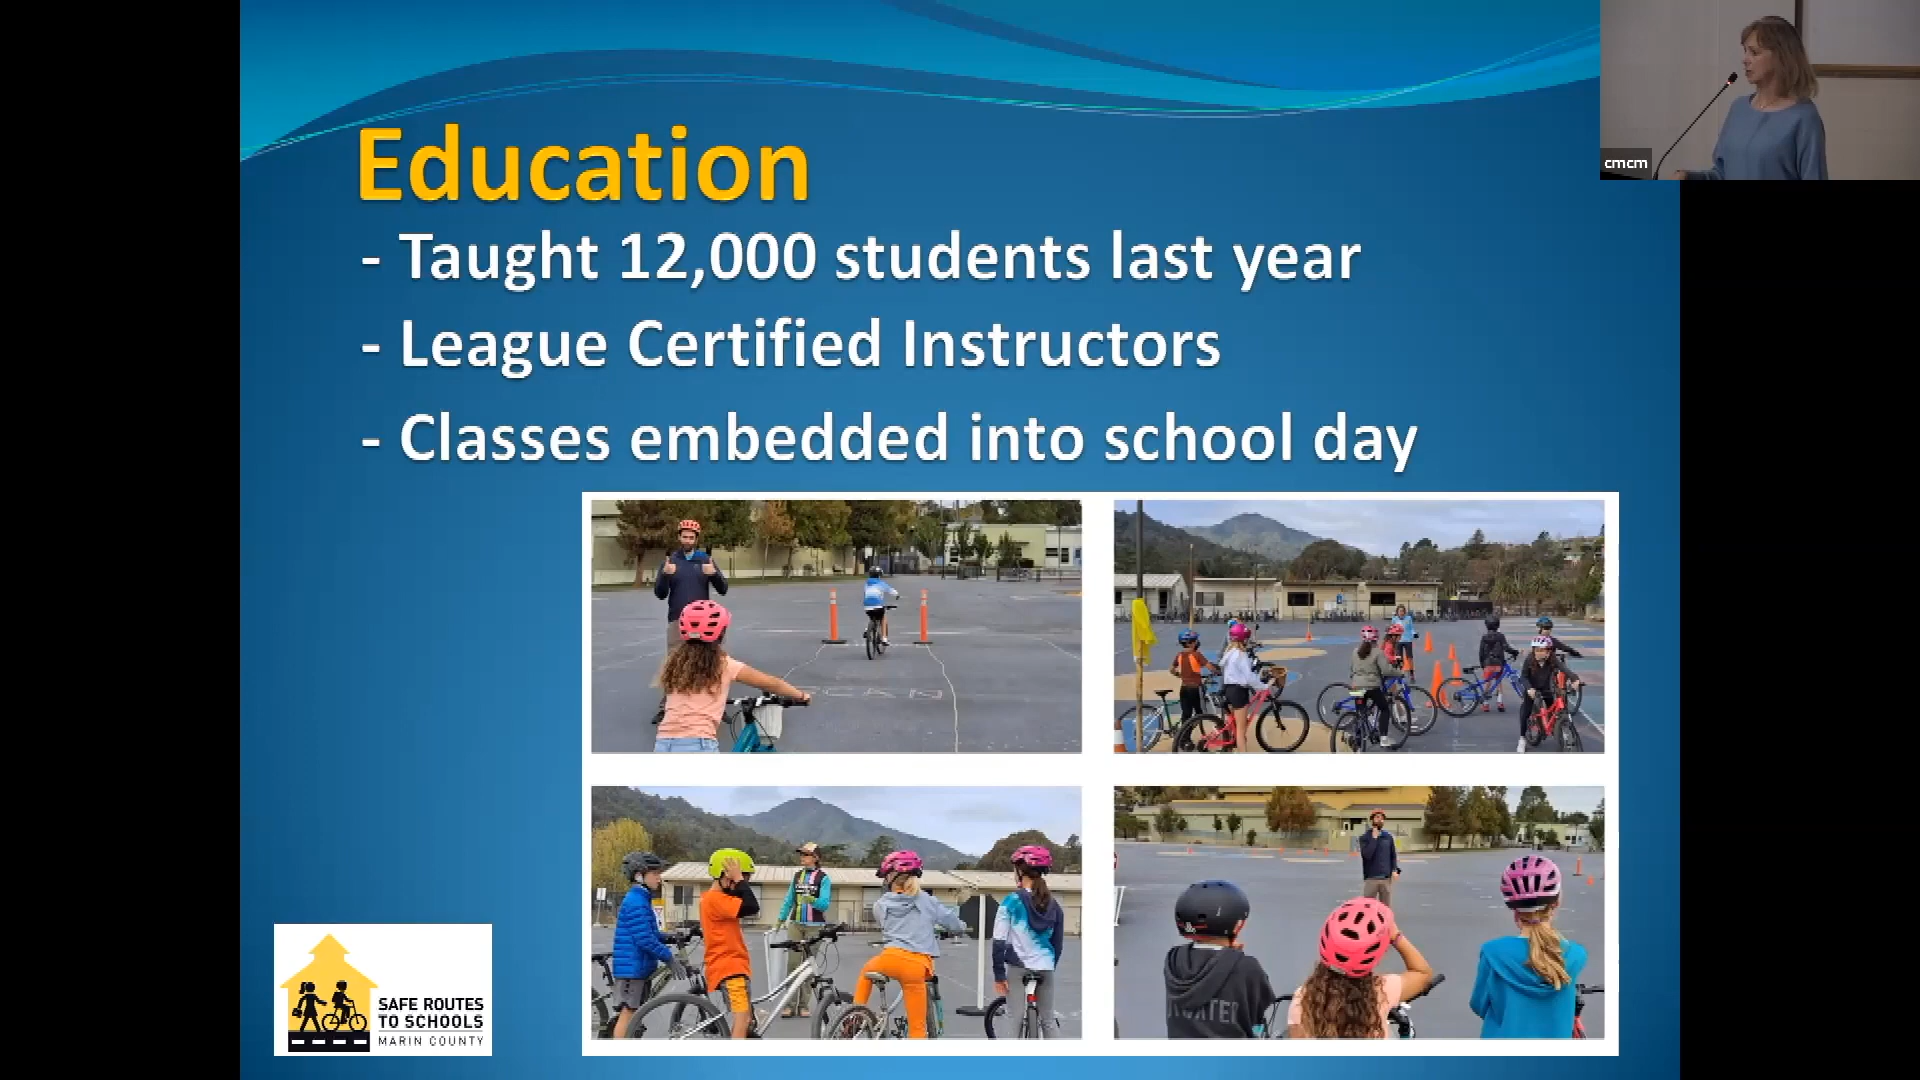 cmcm
Education
- Taught 12,000 students last year
- League Certified Instructors
- Classes embedded into school day
SAFE ROUTES
TO SCHOOLS
MARIN COUNTY